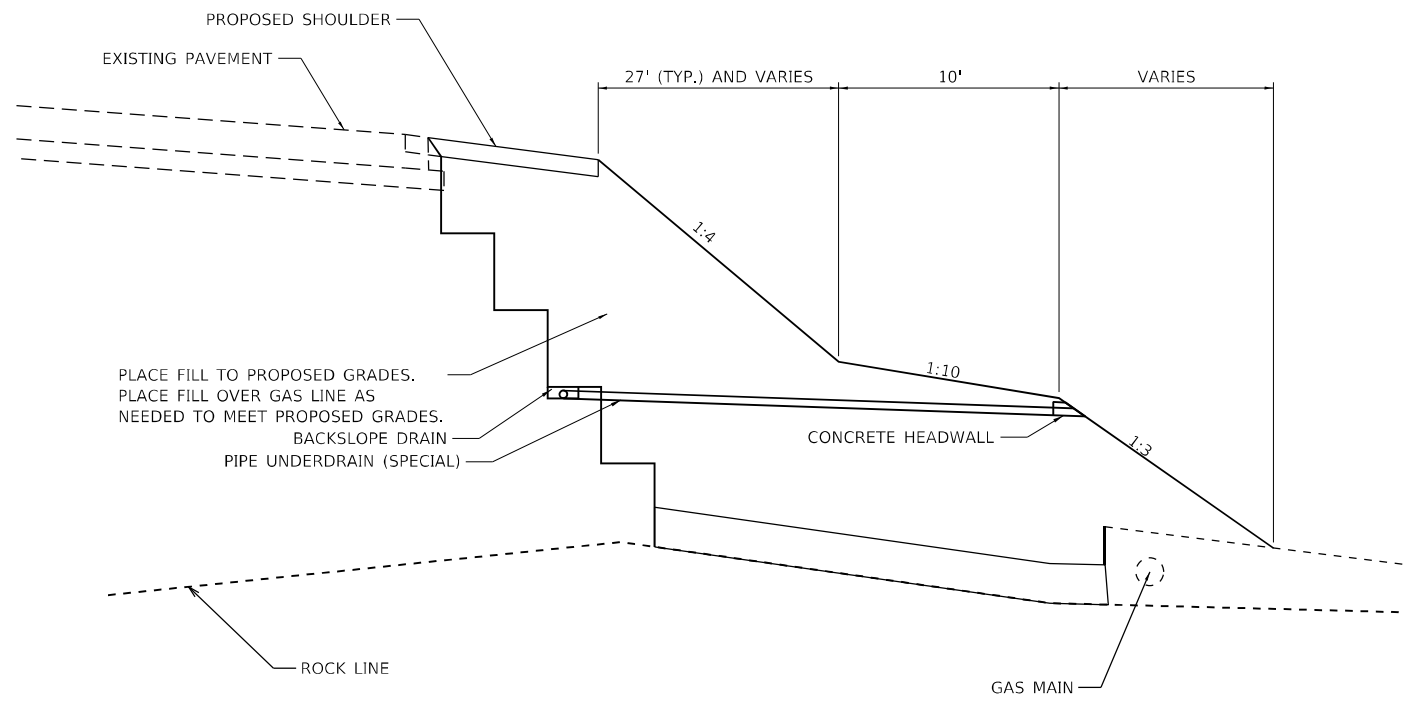 PROPOSED SHOULDER
EXISTING PAVEMENT
27' (TYP.) AND VARIES
10'
VARIES
1:4
1:10
PLACE FILL TO PROPOSED GRADES.
PLACE FILL OVER GAS LINE AS
NEEDED TO MEET PROPOSED GRADES.
BACKSLOPE DRAIN
CONCRETE HEADWALL
1:3
PIPE UNDERDRAIN (SPECIAL)
ROCK LINE
GAS MAIN